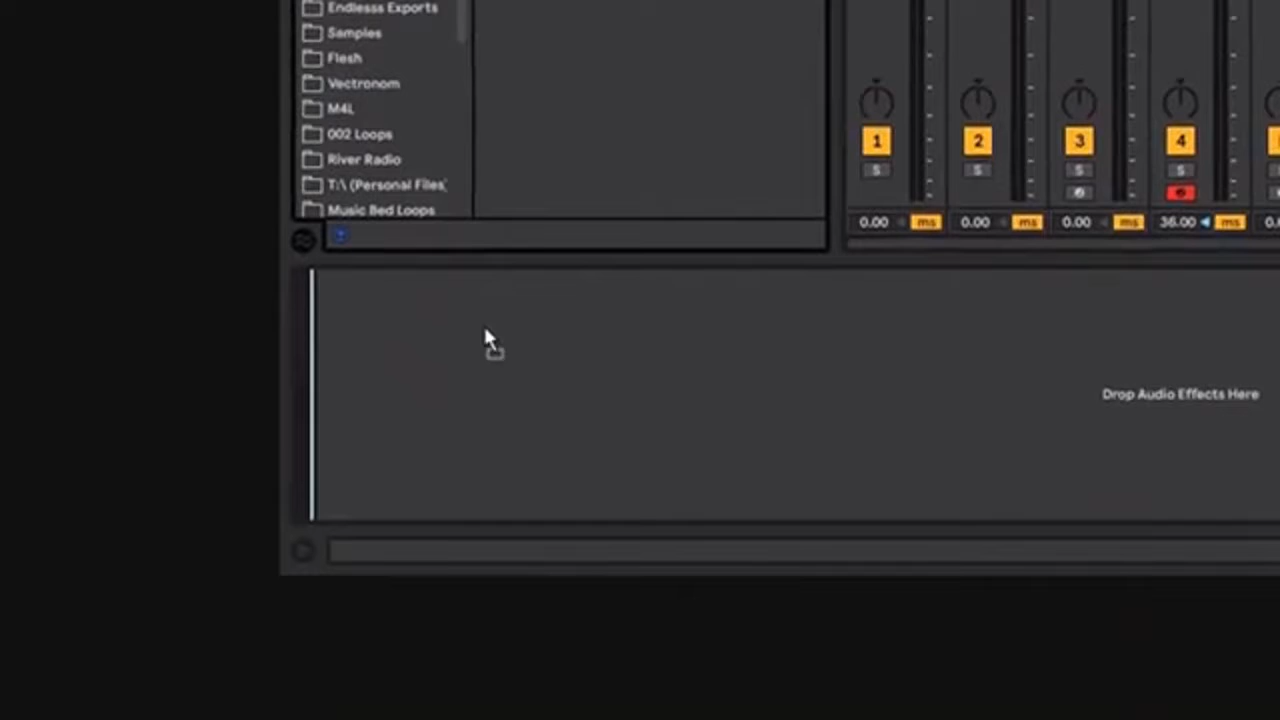 Endlesss Exports
Samples
Flesh
Vectronom
M4L
002 Loops
River Radio
T:\ (Personal Files)
Music Bed Loops
1 2 3 4
S S S S
0.00 ms 0.00 ms 0.00 ms 36.00 ms
Drop Audio Effects Here